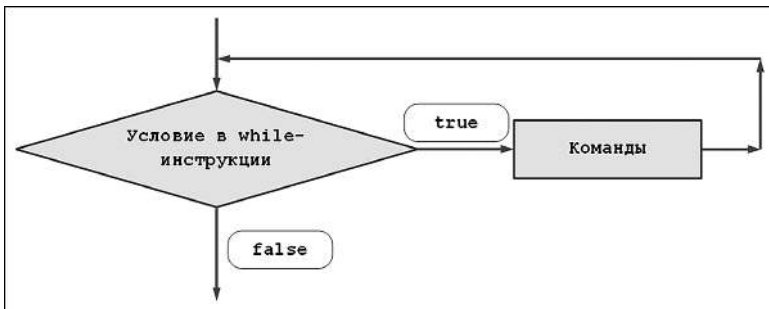 Условие в while-
инструкции
true
Команды
false